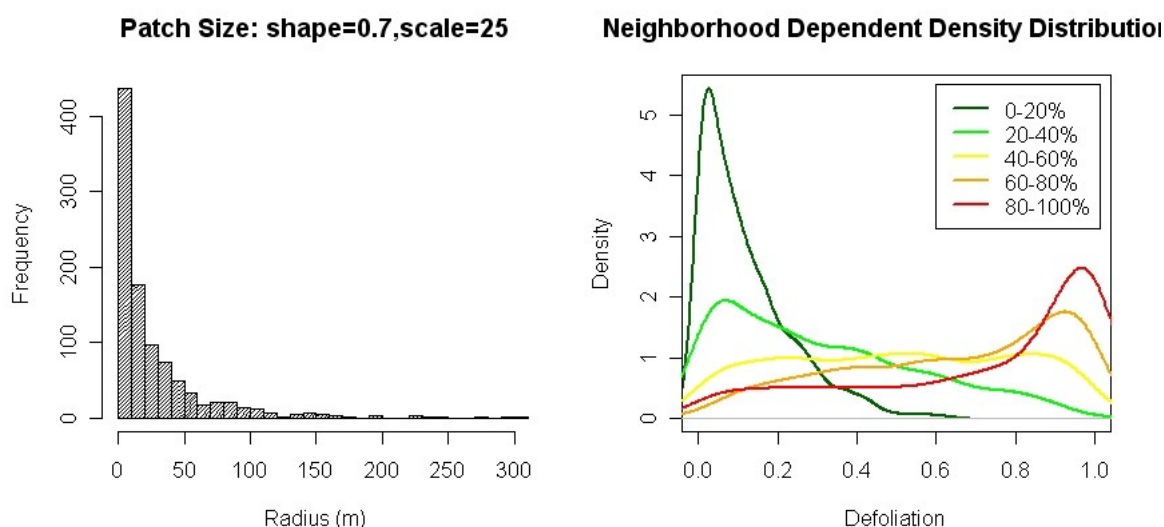 Patch Size: shape=0.7,scale=25
Frequency
0
100
200
300
400
0 50 100 150 200 250 300
Radius (m)
Neighborhood Dependent Density Distribution
Density
0
1
2
3
4
5
0-20%
20-40%
40-60%
60-80%
80-100%
0.0 0.2 0.4 0.6 0.8 1.0
Defoliation